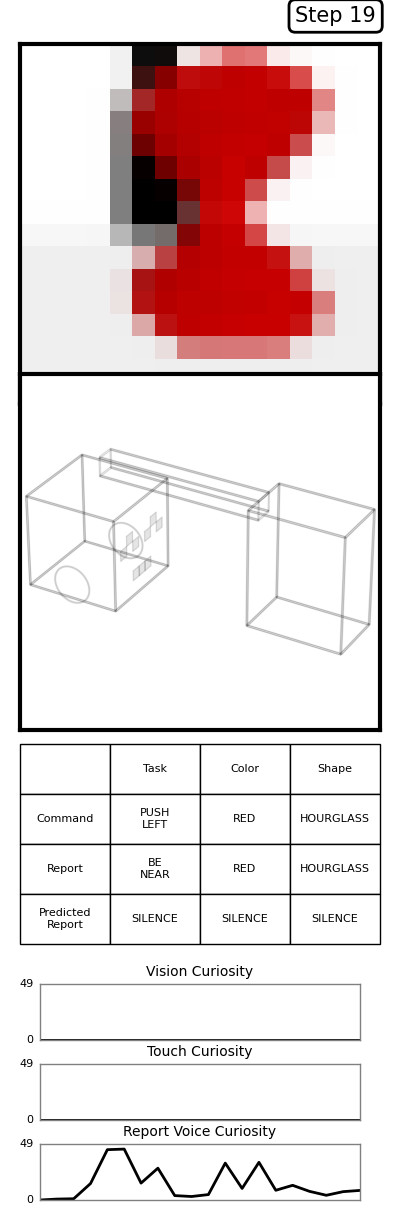 Step 19
Task Color Shape
Command PUSH LEFT RED HOURGLASS
Report BE NEAR RED HOURGLASS
Predicted Report SILENCE SILENCE SILENCE
Vision Curiosity
49
0
Touch Curiosity
49
0
Report Voice Curiosity
49
0